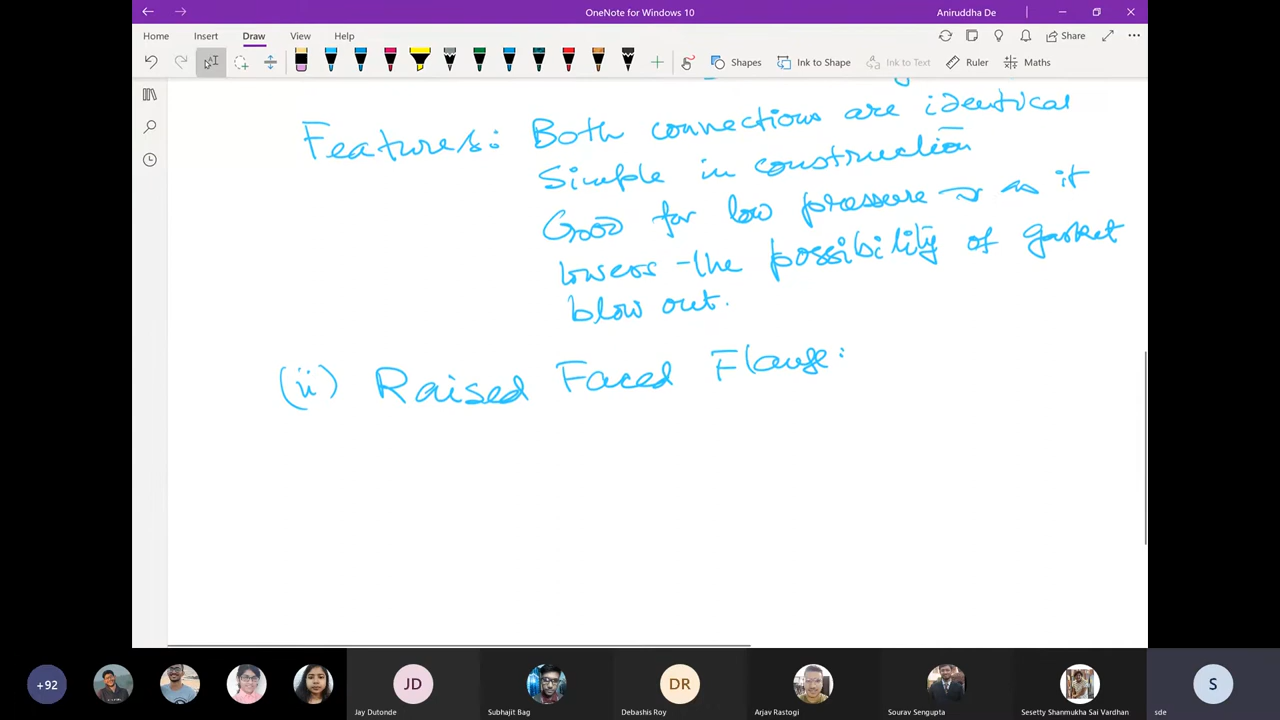 OneNote for Windows 10
Aniruddha De
Home Insert Draw View Help
Share
Shapes Ink to Shape Ink to Text Ruler Maths
Features: Both connections are identical
Simple in construction
Good for low pressure as it
lowers the possibility of gasket
blow out.
(ii) Raised Faced Flange:
+92
JD DR S
Jay Dutonde Subhajit Bag Debashis Roy Arjav Rastogi Sourav Sengupta Sesetty Shanmukha Sai Vardhan sde